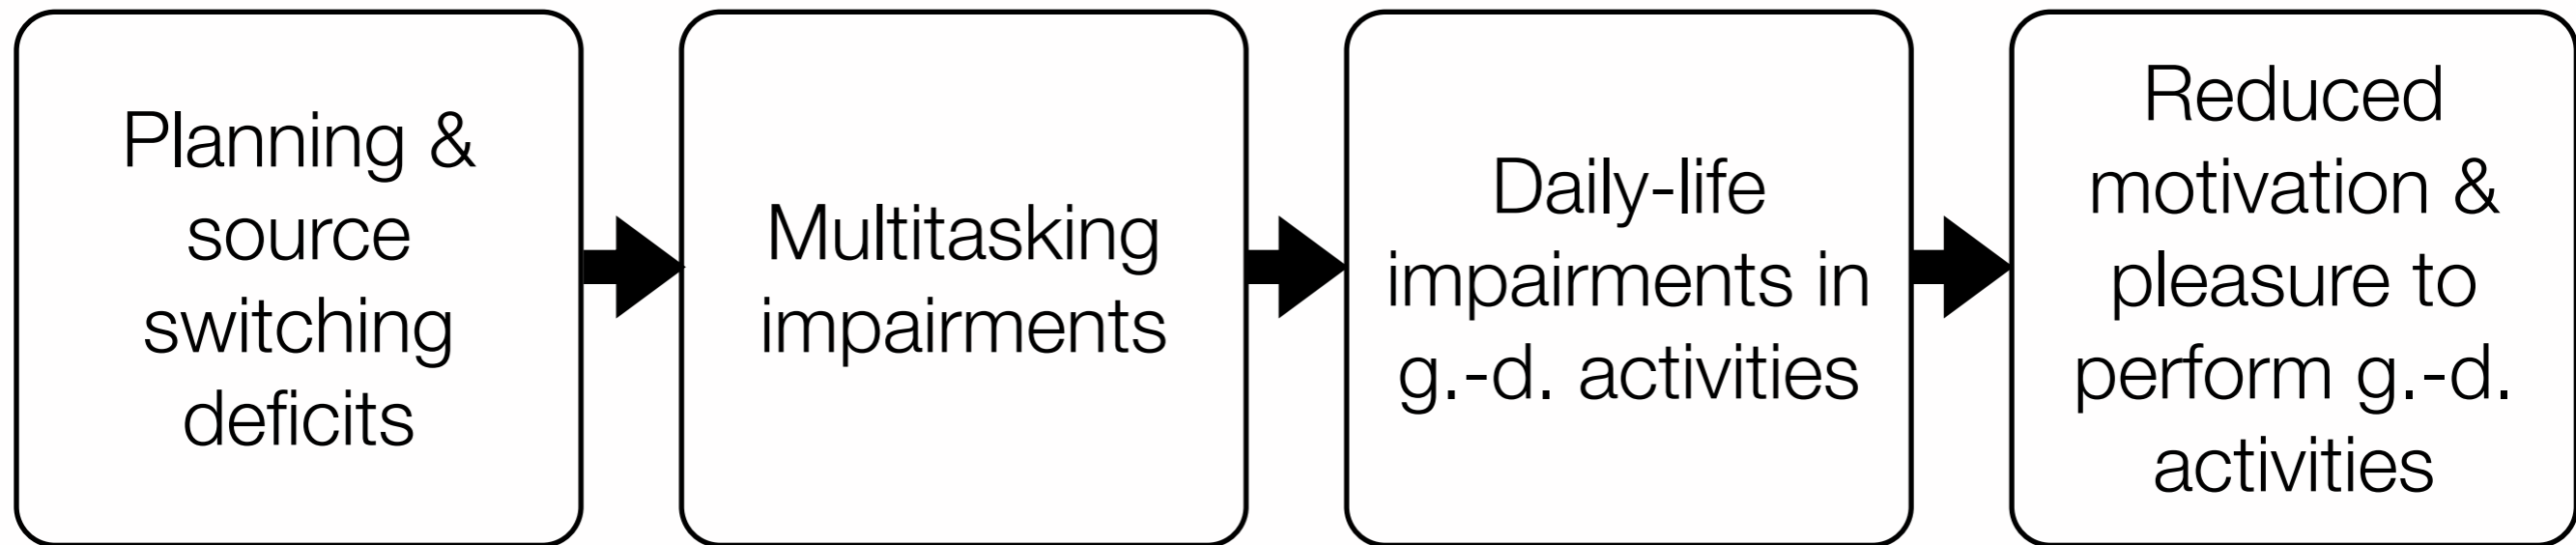 Planning &
source
switching
deficits
Multitasking
impairments
Daily-life
impairments in
g.-d. activities
Reduced
motivation &
pleasure to
perform g.-d.
activities